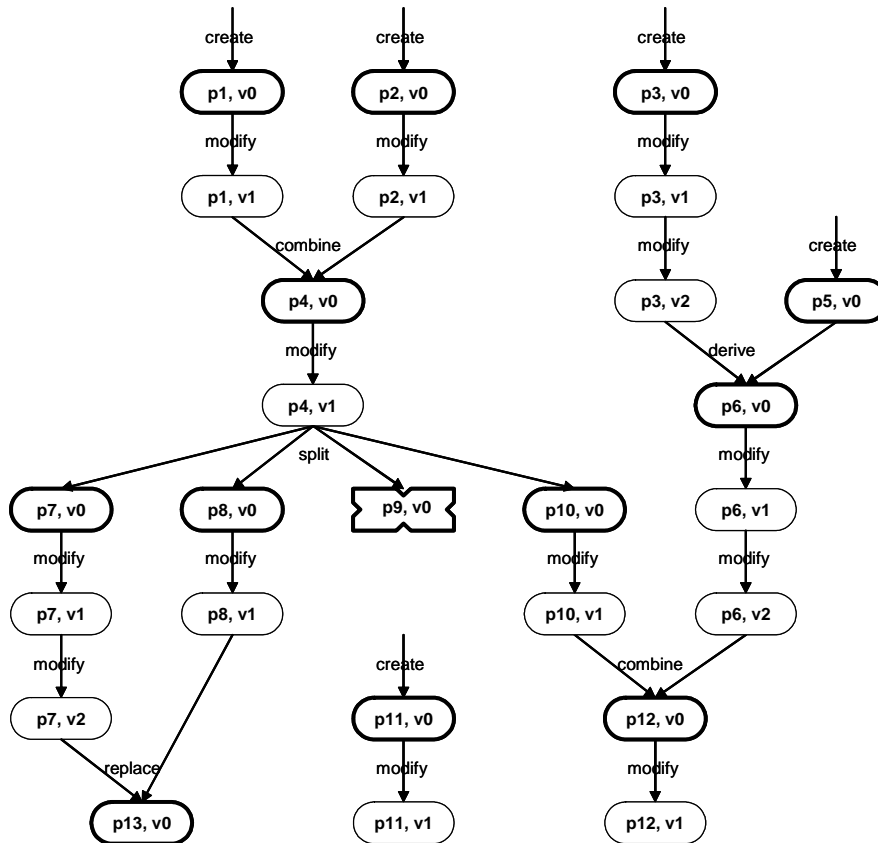 create
create
create
p1, v0
p2, v0
p3, v0
modify
modify
modify
p1, v1
p2, v1
p3, v1
combine
modify
create
p4, v0
p3, v2
p5, v0
modify
derive
p4, v1
p6, v0
split
modify
p7, v0
p8, v0
p9, v0
p10, v0
p6, v1
modify
modify
modify
modify
p7, v1
p8, v1
p10, v1
p6, v2
modify
create
combine
p7, v2
p11, v0
p12, v0
replace
modify
modify
p13, v0
p11, v1
p12, v1